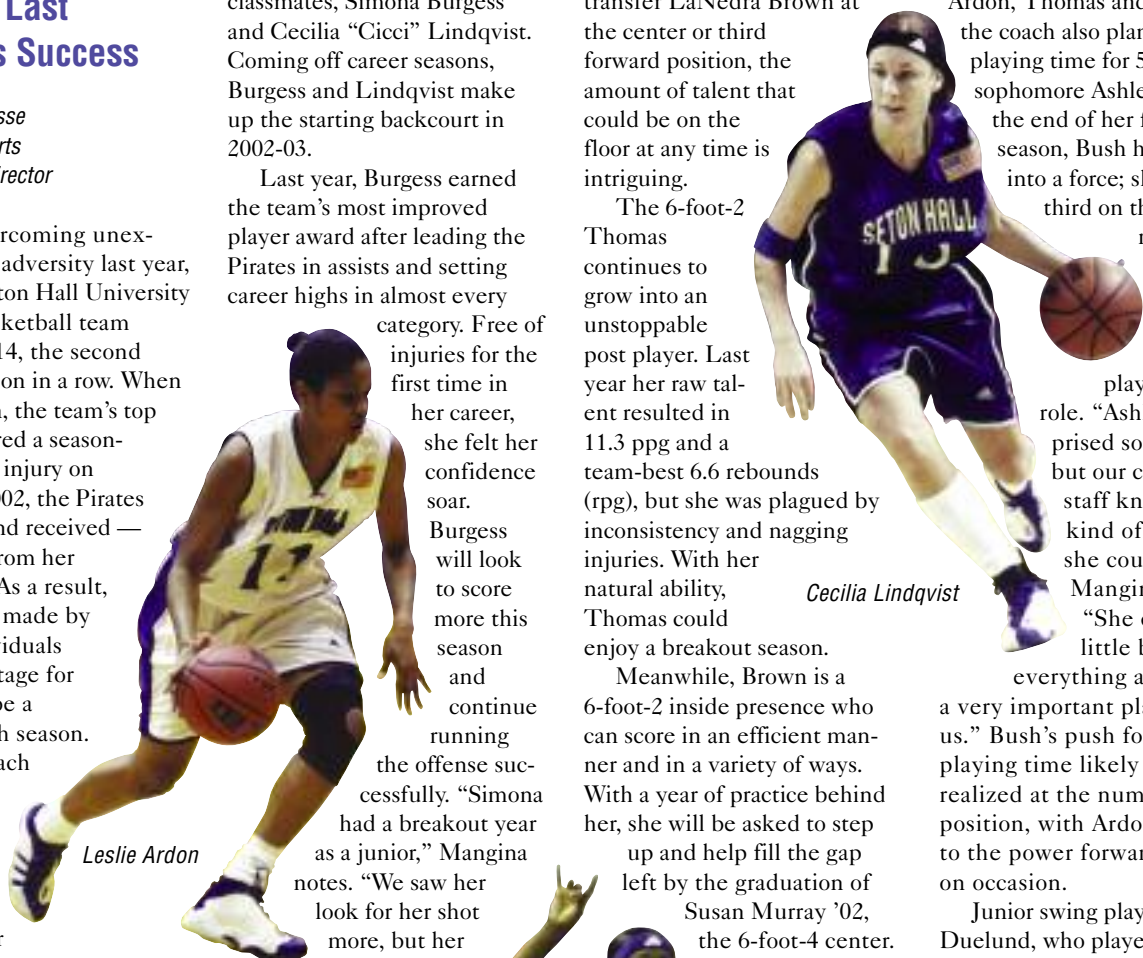 Last
s Success
sse
rts
rector
rcoming unex-
adversity last year,
ton Hall University
ketball team
14, the second
on in a row. When
, the team's top
red a season-
injury on
02, the Pirates
nd received —
rom her
As a result,
made by
viduals
tage for
be a
h season.
ach
r
Leslie Ardon
classmates, Simona Burgess
and Cecilia “Cicci” Lindqvist.
Coming off career seasons,
Burgess and Lindqvist make
up the starting backcourt in
2002-03.
Last year, Burgess earned
the team’s most improved
player award after leading the
Pirates in assists and setting
career highs in almost every
category. Free of
injuries for the
first time in
her career,
she felt her
confidence
soar.
Burgess
will look
to score
more this
season
and
continue
running
the offense suc-
cessfully. “Simona
had a breakout year
as a junior,” Mangina
notes. “We saw her
look for her shot
more, but her
11
transfer LaNedra Brown at
the center or third
forward position, the
amount of talent that
could be on the
floor at any time is
intriguing.
The 6-foot-2
Thomas
continues to
grow into an
unstoppable
post player. Last
year her raw tal-
ent resulted in
11.3 ppg and a
team-best 6.6 rebounds
(rpg), but she was plagued by
inconsistency and nagging
injuries. With her
natural ability,
Thomas could
enjoy a breakout season.
Meanwhile, Brown is a
6-foot-2 inside presence who
can score in an efficient man-
ner and in a variety of ways.
With a year of practice behind
her, she will be asked to step
up and help fill the gap
left by the graduation of
Susan Murray ’02,
the 6-foot-4 center.
SETON HALL
Cecilia Lindqvist
Ardon, Thomas and
the coach also plan
playing time for 5
sophomore Ashle
the end of her f
season, Bush h
into a force; s
third on th
play
role. “Ash
prised so
but our c
staff kn
kind of
she cou
Mangin
“She
little b
everything a
a very important pl
us.” Bush’s push fo
playing time likely
realized at the num
position, with Ardo
to the power forwar
on occasion.
Junior swing play
Duelund, who playe